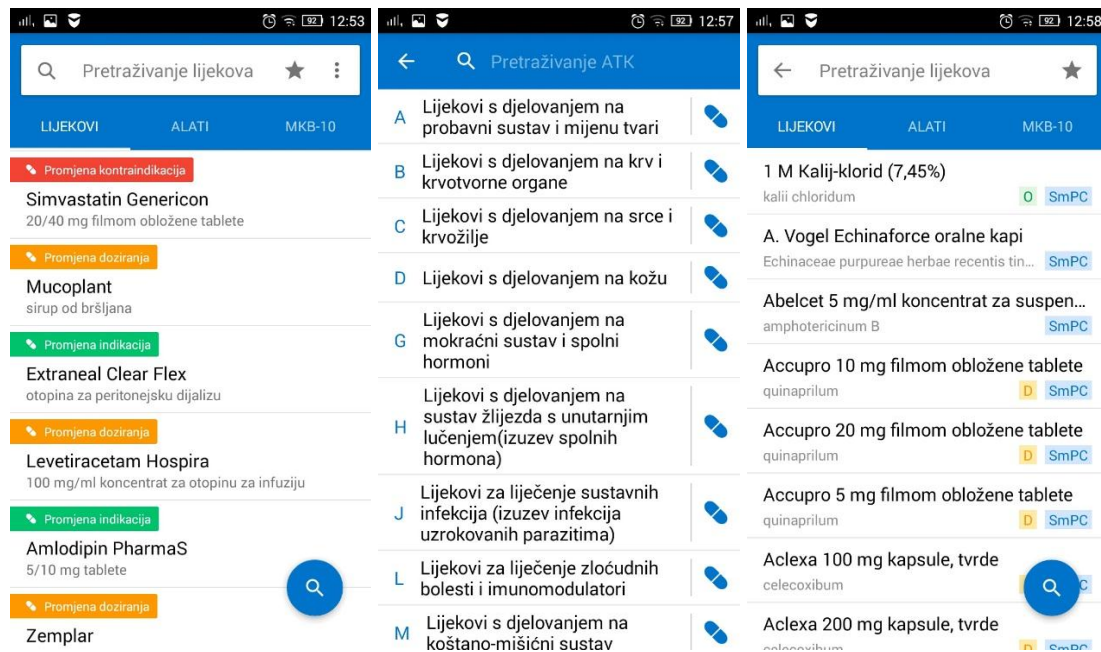 92 12:53
Pretraživanje lijekova
LIJEKOVI ALATI MKB-10
Promjena kontraindikacija
Simvastatin Genericon
20/40 mg filmom obložene tablete
Promjena doziranja
Mucoplant
sirup od bršljana
Promjena indikacija
Extraneal Clear Flex
otopina za peritonejsku dijalizu
Promjena doziranja
Levetiracetam Hospira
100 mg/ml koncentrat za otopinu za infuziju
Promjena indikacija
Amlodipin PharmaS
5/10 mg tablete
Promjena doziranja
Zemplar
92 12:57
Pretraživanje ATK
A Lijekovi s djelovanjem na
probavni sustav i mijenu tvari
B Lijekovi s djelovanjem na krv i
krvotvorne organe
C Lijekovi s djelovanjem na srce i
krvožilje
D Lijekovi s djelovanjem na kožu
G Lijekovi s djelovanjem na
mokraćni sustav i spolni
hormoni
H Lijekovi s djelovanjem na
sustav žlijezda s unutarnjim
lučenjem(izuzev spolnih
hormona)
J Lijekovi za liječenje sustavnih
infekcija (izuzev infekcija
uzrokovanih parazitima)
L Lijekovi za liječenje zloćudnih
bolesti i imunomodulatori
M Lijekovi s djelovanjem na
koštano-mišićni sustav
92 12:58
Pretraživanje lijekova
LIJEKOVI ALATI MKB-10
1 M Kalij-klorid (7,45%)
kalii chloridum O SmPC
A. Vogel Echinaforce oralne kapi
Echinaceae purpureae herbae recentis tin... SmPC
Abelcet 5 mg/ml koncentrat za suspen...
amphotericinum B SmPC
Accupro 10 mg filmom obložene tablete
quinaprilum D SmPC
Accupro 20 mg filmom obložene tablete
quinaprilum D SmPC
Accupro 5 mg filmom obložene tablete
quinaprilum D SmPC
Aclexa 100 mg kapsule, tvrde
celecoxibum
Aclexa 200 mg kapsule, tvrde
celecoxibum D SmPC